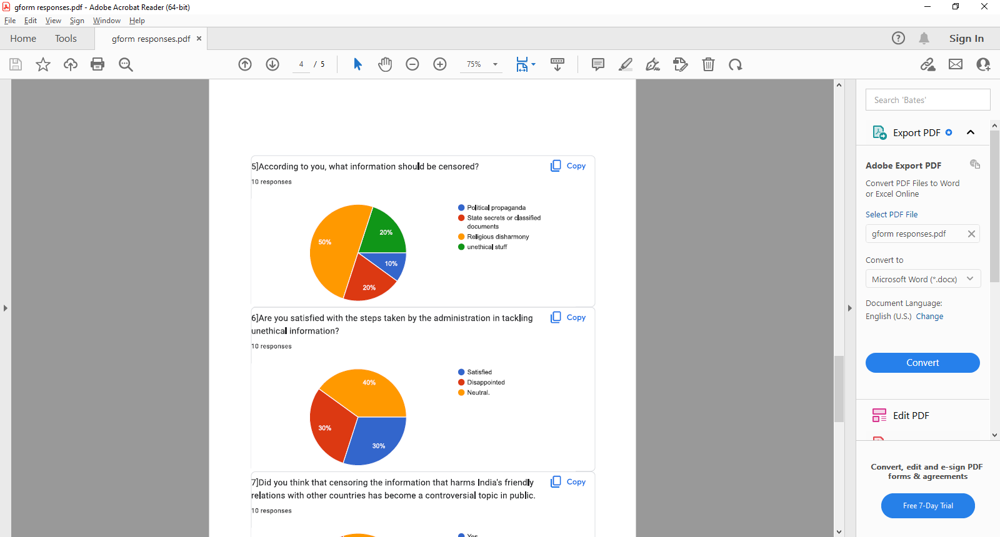 gform responses.pdf - Adobe Acrobat Reader (64-bit)
File Edit View Sign Window Help
Home Tools gform responses.pdf × Sign In
4 / 5 75%
Search 'Bates'
Export PDF
Adobe Export PDF
Convert PDF Files to Word
or Excel Online
Select PDF File
gform responses.pdf
Convert to
Microsoft Word (*.docx)
Document Language:
English (U.S.) Change
Convert
Edit PDF
Convert, edit and e-sign PDF
forms & agreements
Free 7-Day Trial
5]According to you, what information should be censored?
Copy
10 responses
Political propaganda
State secrets or classified
documents
Religious disharmony
unethical stuff
50%
20%
10%
20%
6]Are you satisfied with the steps taken by the administration in tackling
unethical information?
Copy
10 responses
Satisfied
Disappointed
Neutral.
40%
30%
30%
7]Did you think that censoring the information that harms India's friendly
relations with other countries has become a controversial topic in public.
Copy
10 responses
Yes